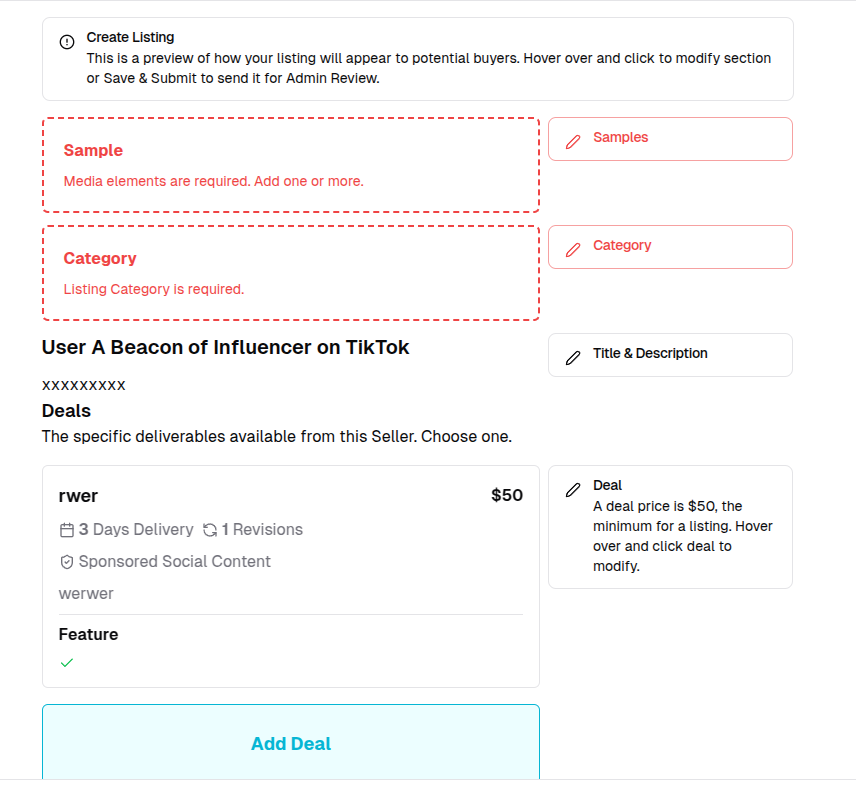 Create Listing
This is a preview of how your listing will appear to potential buyers. Hover over and click to modify section
or Save & Submit to send it for Admin Review.
Sample
Media elements are required. Add one or more.
Samples
Category
Listing Category is required.
Category
User A Beacon of Influencer on TikTok
Title & Description
xxxxxxxxx
Deals
The specific deliverables available from this Seller. Choose one.
rwer
$50
3 Days Delivery
1 Revisions
Sponsored Social Content
werwer
Feature
Deal
A deal price is $50, the
minimum for a listing. Hover
over and click deal to
modify.
Add Deal